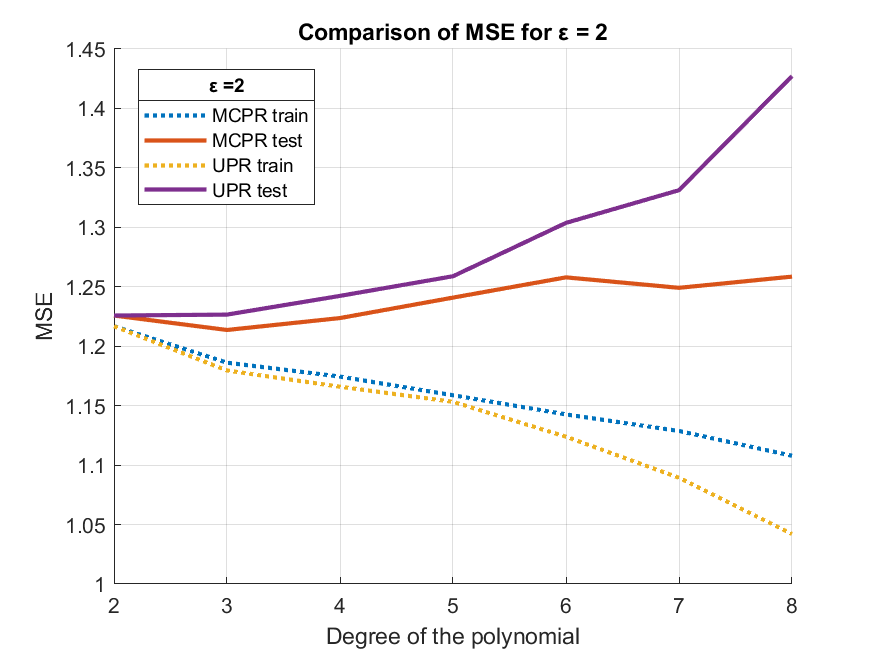 Comparison of MSE for ε = 2
1.45
1.4
1.35
1.3
1.25
1.2
1.15
1.1
1.05
1
MSE
ε =2
MCPR train
MCPR test
UPR train
UPR test
2 3 4 5 6 7 8
Degree of the polynomial